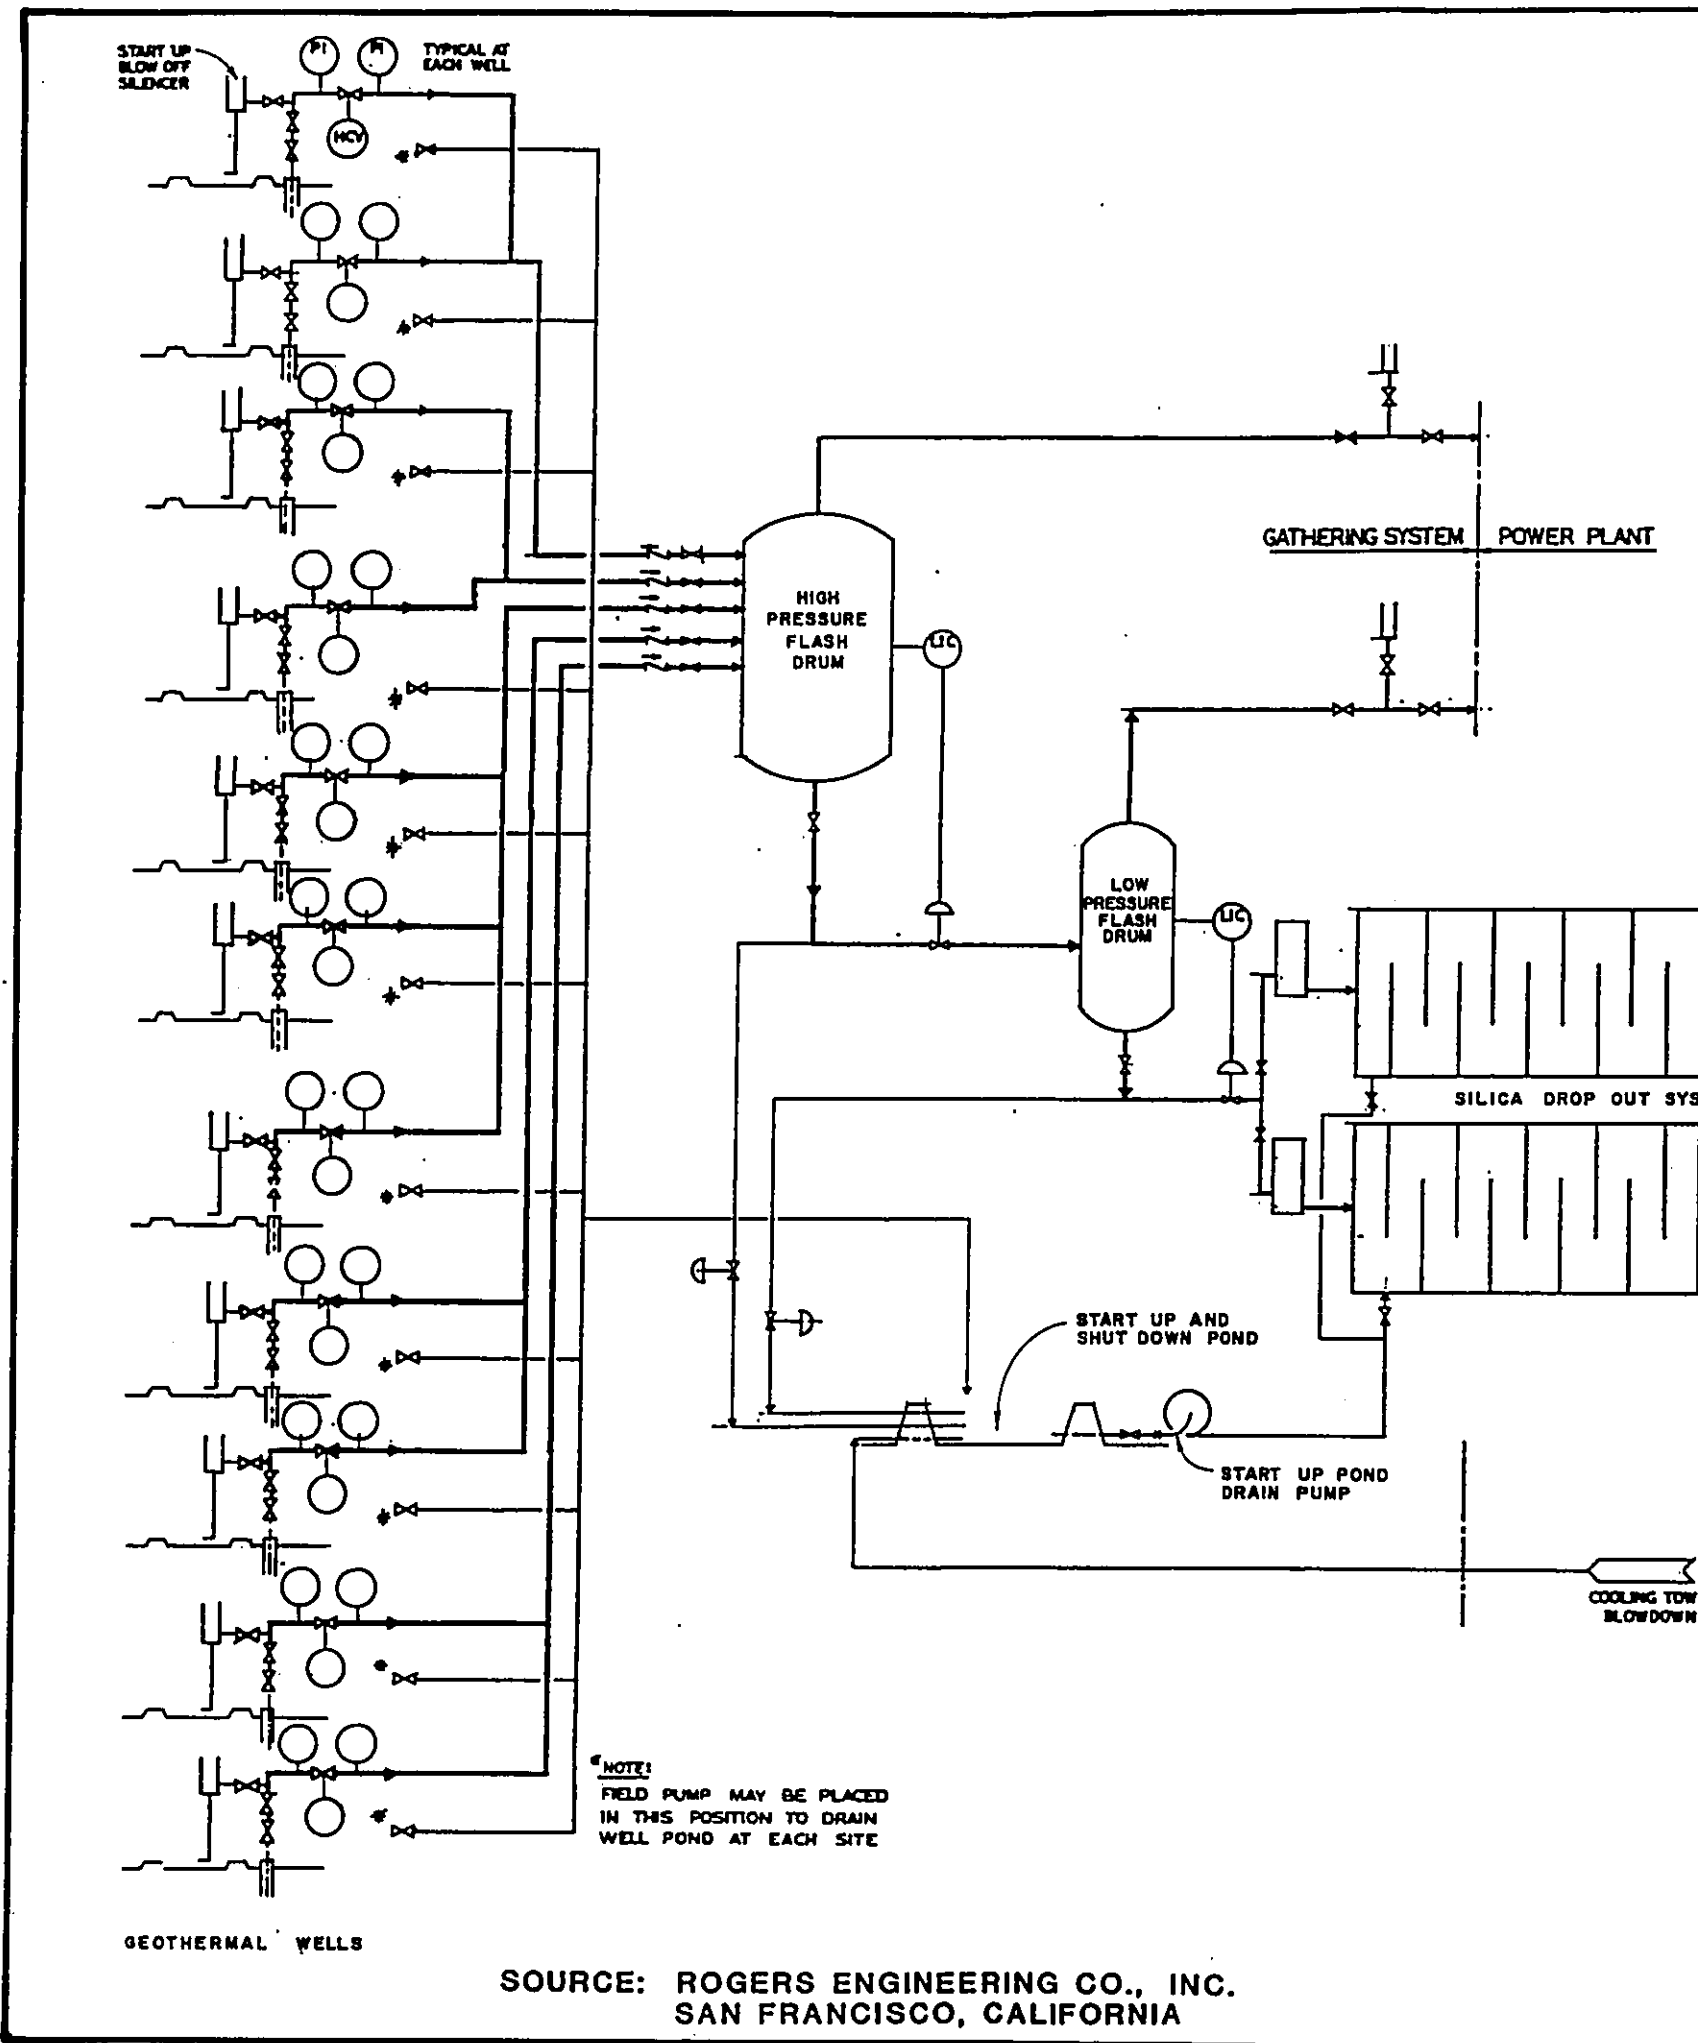 START UP
BLOW OFF
SILENCER
PI
PI
TYPICAL AT
EACH WELL
HCV
GATHERING SYSTEM
POWER PLANT
HIGH
PRESSURE
FLASH
DRUM
LIC
LOW
PRESSURE
FLASH
DRUM
LIC
SILICA DROP OUT SYS
START UP AND
SHUT DOWN POND
START UP POND
DRAIN PUMP
COOLING TOW
BLOWDOWN
*NOTE:
FIELD PUMP MAY BE PLACED
IN THIS POSITION TO DRAIN
WELL POND AT EACH SITE
GEOTHERMAL WELLS
SOURCE: ROGERS ENGINEERING CO., INC.
SAN FRANCISCO, CALIFORNIA